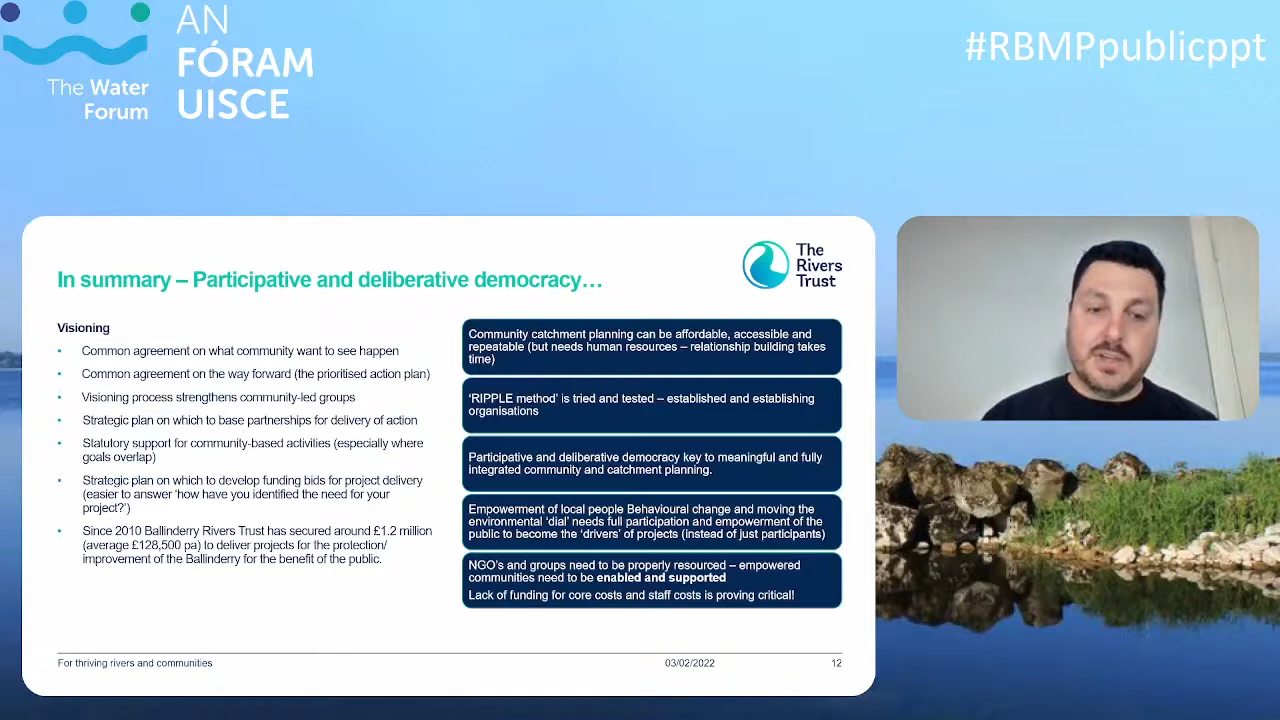 The Water
Forum
AN
FÓRAM
UISCE
#RBMPpublicppt
The
Rivers
Trust
In summary – Participative and deliberative democracy…
Visioning
• Common agreement on what community want to see happen
• Common agreement on the way forward (the prioritised action plan)
• Visioning process strengthens community-led groups
• Strategic plan on which to base partnerships for delivery of action
• Statutory support for community-based activities (especially where
goals overlap)
• Strategic plan on which to develop funding bids for project delivery
(easier to answer ‘how have you identified the need for your
project?’)
• Since 2010 Ballinderry Rivers Trust has secured around £1.2 million
(average £128,500 pa) to deliver projects for the protection/
improvement of the Ballinderry for the benefit of the public.
Community catchment planning can be affordable, accessible and
repeatable (but needs human resources – relationship building takes
time)
‘RIPPLE method’ is tried and tested – established and establishing
organisations
Participative and deliberative democracy key to meaningful and fully
integrated community and catchment planning.
Empowerment of local people Behavioural change and moving the
environmental ‘dial’ needs full participation and empowerment of the
public to become the ‘drivers’ of projects (instead of just participants)
NGO’s and groups need to be properly resourced – empowered
communities need to be enabled and supported
Lack of funding for core costs and staff costs is proving critical!
For thriving rivers and communities
03/02/2022
12